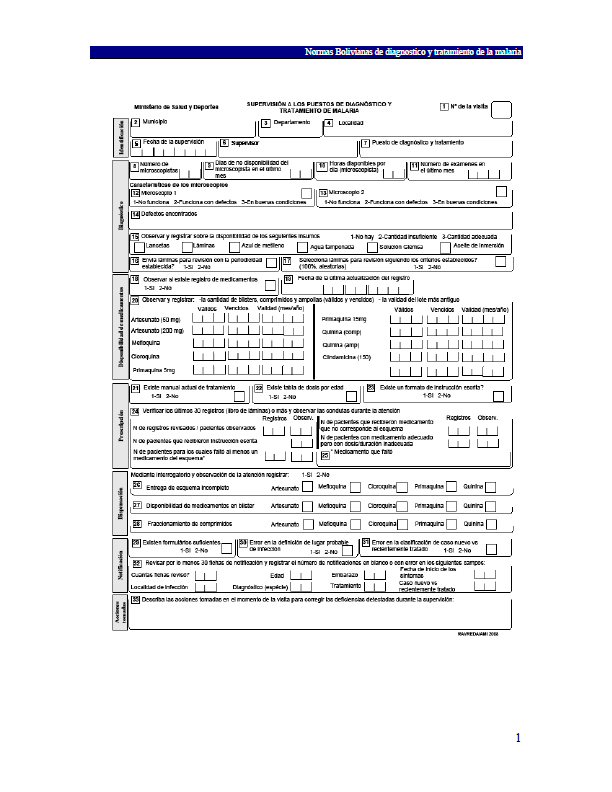 Normas Bolivianas de diagnostico y tratamiento de la malaria
Ministerio de Salud y Deportes
SUPERVISIÓN A LOS PUESTOS DE DIAGNÓSTICO Y
TRATAMIENTO DE MALARIA
1 N° de la visita
Identificación
2 Municipio 3 Departamento 4 Localidad
5 Fecha de la supervisión 6 Supervisor 7 Puesto de diagnóstico y tratamiento
Diagnóstico
8 Número de
microscopistas
9 Días de no disponibilidad del
microscopista en el último
mes
10 Horas disponibles por
día (microscopista)
11 Número de exámenes en
el último mes
Características de los microscopios
12 Microscopio 1
1-No funciona 2-Funciona con defectos 3-En buenas condiciones
13 Microscopio 2
1-No funciona 2-Funciona con defectos 3-En buenas condiciones
14 Defectos encontrados
15 Observar y registrar sobre la disponibilidad de los siguientes insumos 1-No hay 2-Cantidad insuficiente 3-Cantidad adecuada
Lancetas Láminas Azul de metileno Agua tamponada Solucion Giemsa Aceite de inmersión
16 Envía láminas para revisión con la periodicidad
establecida? 1-Si 2-No
17 Selecciona láminas para revisión siguiendo los criterios establecidos?
(100%, aleatorias) 1-Si 2-No
Disponibilidad de medicamentos
18 Observar si existe registro de medicamentos
1-Si 2-No
19 Fecha de la última actualización del registro
20 Observar y registrar: -la cantidad de blisters, comprimidos y ampollas (válidos y vencidos) - la validad del lote más antiguo
Válidos Vencidos Validad (mes/año) Válidos Vencidos Validad (mes/año)
Artesunato (50 mg) Primaquina 15mg
Artesunato (200 mg) Quinina (comp)
Mefloquina Quinina (amp)
Cloroquina Clindamicina (150)
Primaquina 5mg
Prescripción
21 Existe manual actual de tratamiento
1-Si 2-No
22 Existe tabla de dosis por edad
1-Si 2-No
23 Existe un formato de instrucción escrita?
1-Si 2-No
24 Verificar los últimos 30 registros (libro de láminas) o más y observar las condutas durante la atención
Registros Observ. Registros Observ.
N de registros revisados / pacientes observados
N de pacientes que recibieron instrucción escrita
N de pacientes para los cuales falto al menos un
medicamento del esquema*
N de pacientes que recibieron medicamento
que no corresponde al esquema
N de pacientes con medicamento adecuado
pero con dosis/duración inadecuada
25 * Medicamento que faltó
Dispensación
Mediante interrogatorio y observación de la atención registrar: 1-Si 2-No
26 Entrega de esquema incompleto Artesunato Mefloquina Cloroquina Primaquina Quinina
27 Disponibilidad de medicamentos en blister Artesunato Mefloquina Cloroquina Primaquina Quinina
28 Fraccionamiento de comprimidos Artesunato Mefloquina Cloroquina Primaquina Quinina
Notificación
29 Existen formularios suficientes
1-Si 2-No
30 Error en la definición de lugar probable
de infección 1-Si 2-No
31 Error en la clasificación de caso nuevo vs
recientemente tratado 1-Si 2-No
32 Revisar por lo menos 30 fichas de notificación y registrar el número de notificaciones en blanco o con error en los siguientes campos:
Cuantas fichas reviso? Edad Embarazo Fecha de inicio de los
síntomas
Localidad de infección Diagnóstico (espécie) Tratamiento Caso nuevo vs
recientemente tratado
Acciones
tomadas
33 Describa las acciones tomadas en el momento de la visita para corregir las deficiencias detectadas durante la supervisión:
RAVREDA/AMI 2008
1